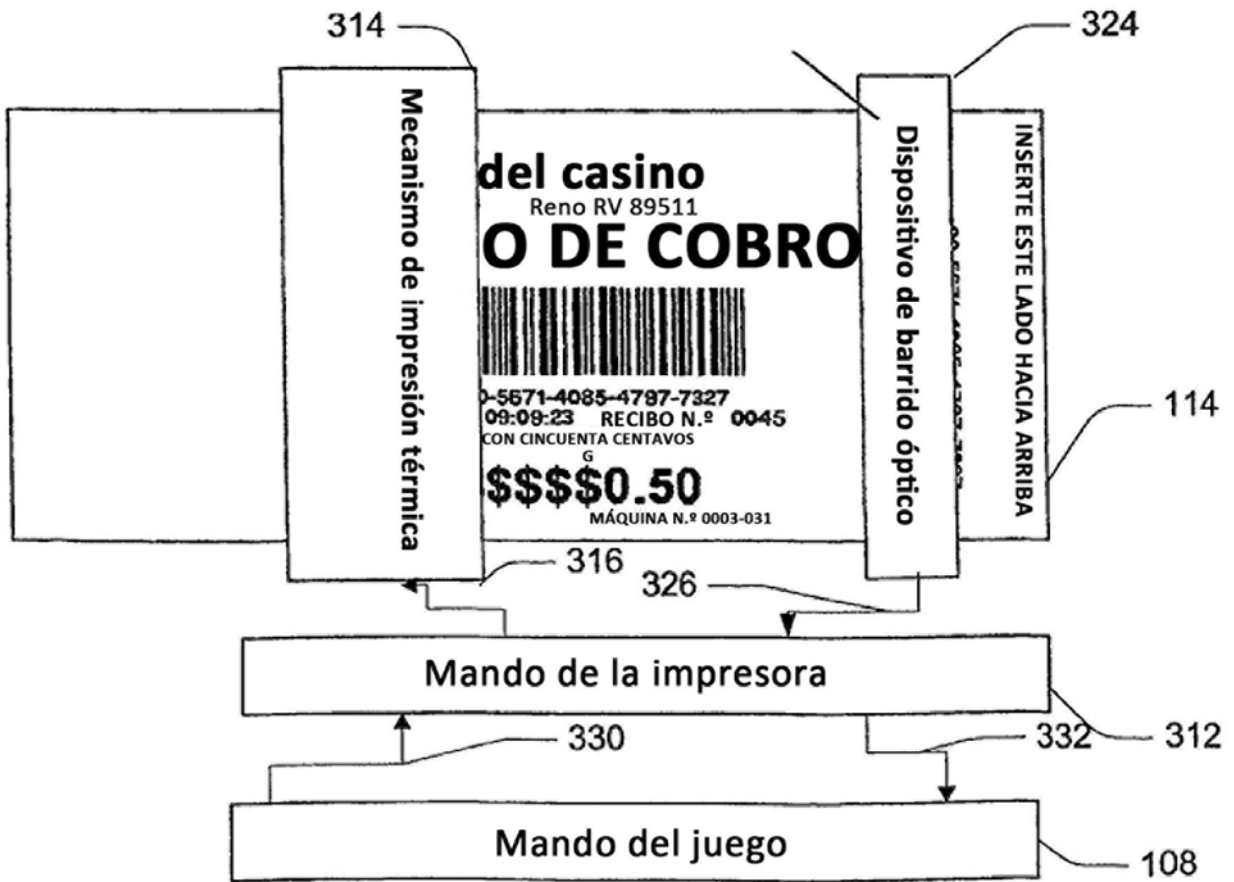 314
324
Mecanismo de impresión térmica
del casino
Reno RV 89511
O DE COBRO
0-5671-4085-4797-7327
09:09:23 RECIBO N.º 0045
CON CINCUENTA CENTAVOS
G
$$$$0.50
MÁQUINA N.º 0003-031
Dispositivo de barrido óptico
INSERTE ESTE LADO HACIA ARRIBA
114
316
326
Mando de la impresora
330
332
312
Mando del juego
108